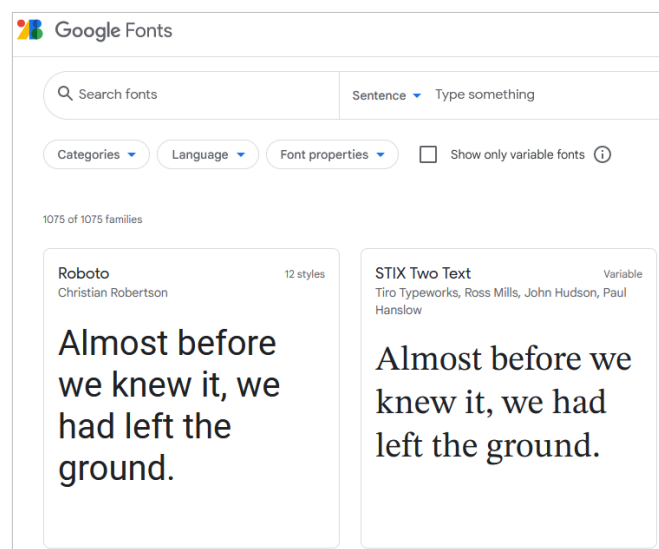 Google Fonts
Search fonts
Sentence
Type something
Categories
Language
Font properties
Show only variable fonts
1075 of 1075 families
Roboto
12 styles
Christian Robertson
Almost before
we knew it, we
had left the
ground.
STIX Two Text
Variable
Tiro Typeworks, Ross Mills, John Hudson, Paul
Hanslow
Almost before we
knew it, we had
left the ground.